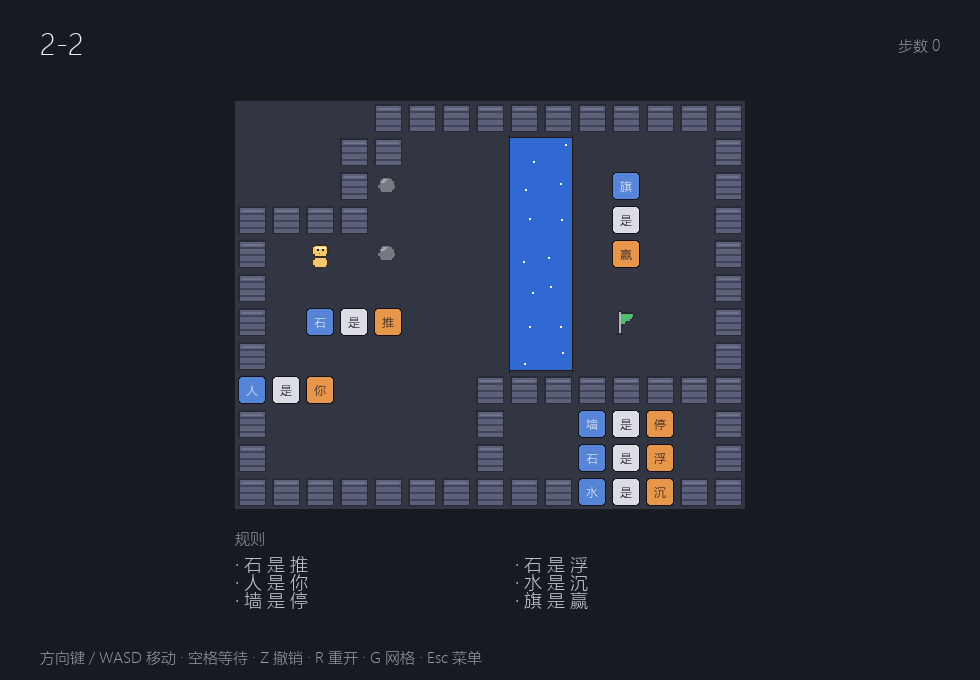 2-2
步数 0
旗
是
赢
石 是 推
人 是 你
墙 是 停
石 是 浮
水 是 沉
规则
· 石 是 推
· 人 是 你
· 墙 是 停
· 石 是 浮
· 水 是 沉
· 旗 是 赢
方向键 / WASD 移动 · 空格等待 · Z 撤销 · R 重开 · G 网格 · Esc 菜单